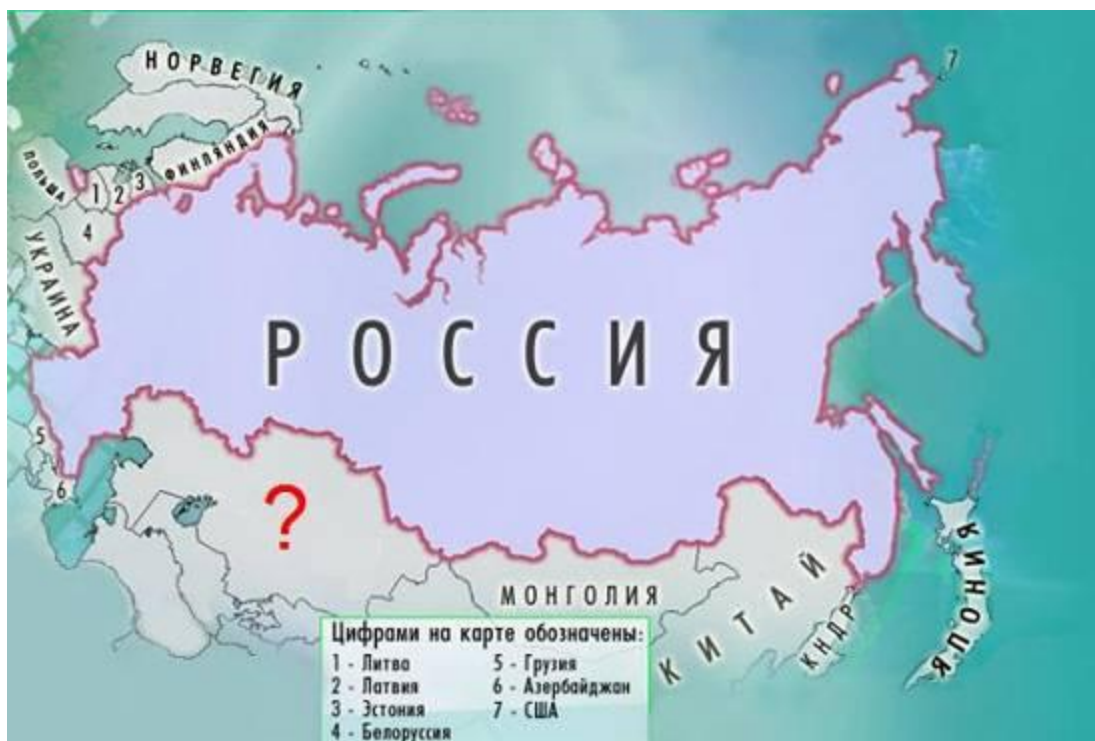 НОРВЕГИЯ
7
ФИНЛЯНДИЯ
ПОЛЬША
1
2
3
4
УКРАИНА
РОССИЯ
5
6
?
МОНГОЛИЯ
КИТАЙ
КНДР
ЯПОНИЯ
Цифрами на карте обозначены:
1 - Литва
2 - Латвия
3 - Эстония
4 - Белоруссия
5 - Грузия
6 - Азербайджан
7 - США